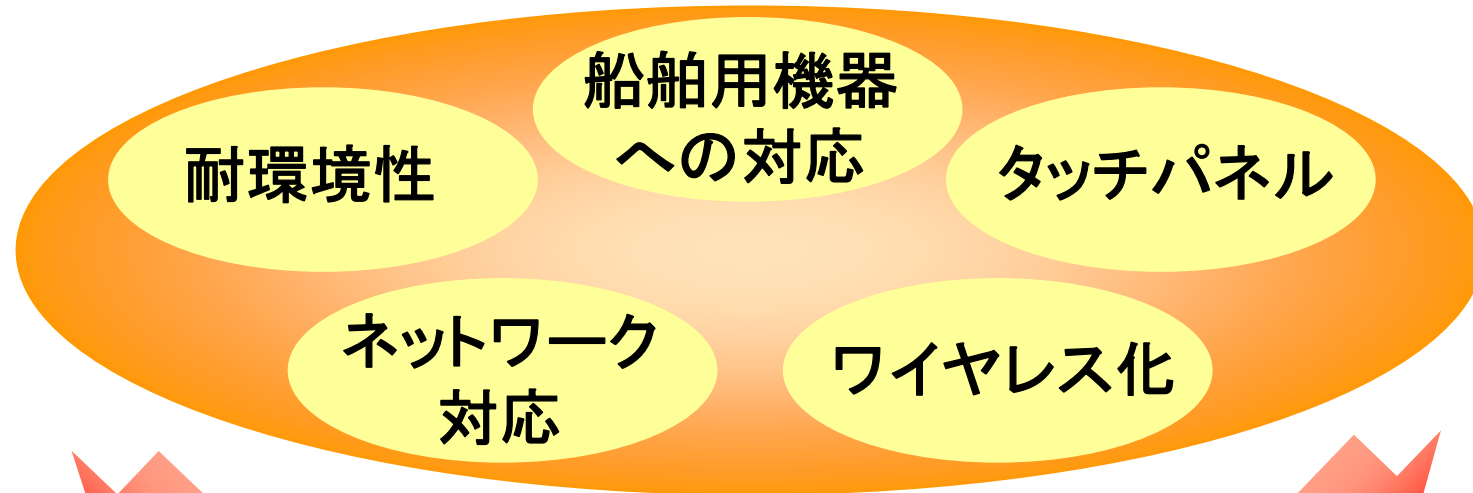 船舶用機器
への対応
耐環境性
タッチパネル
ネットワーク
対応
ワイヤレス化